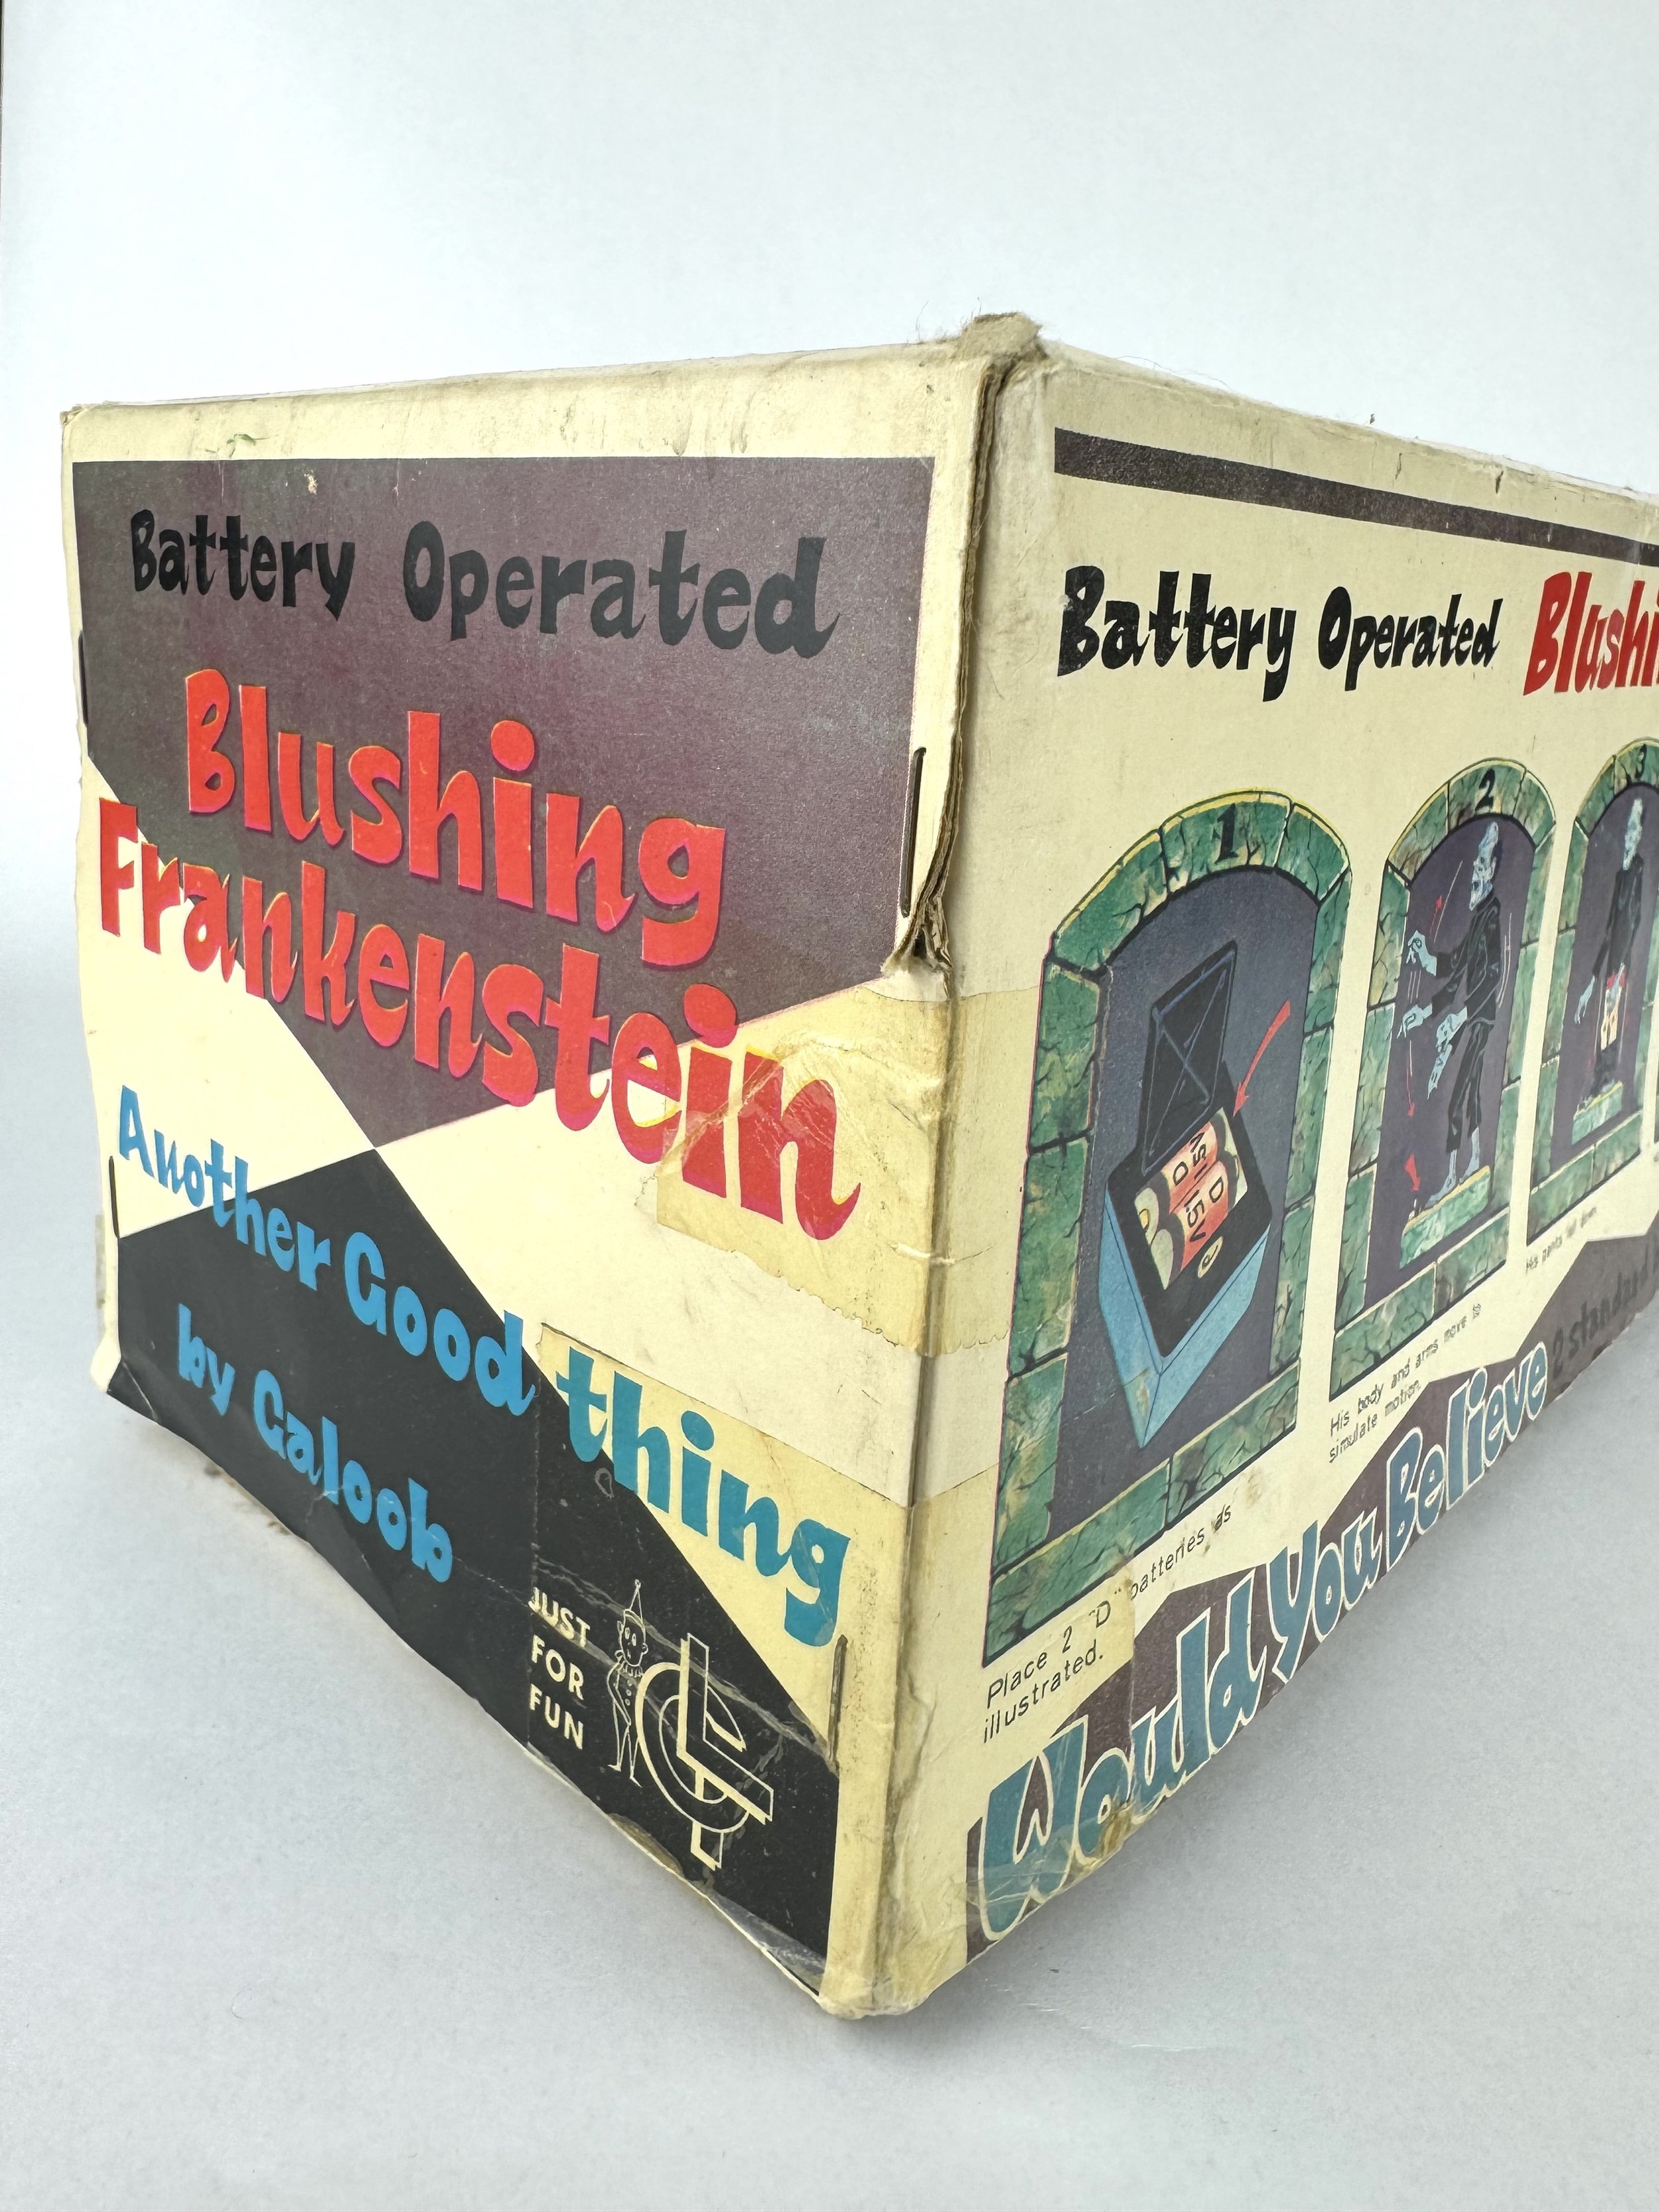 Battery Operated
Blushing
Frankenstein
Another Good thing
by Galoob
JUST
FOR
FUN
LG
Battery Operated Blushi
1
2
3
D
1.5V
D
1.5V
Place 2 "D" batteries as
illustrated.
His body and arms move to
simulate motion.
His pants fall down.
Would You Believe
2 standard